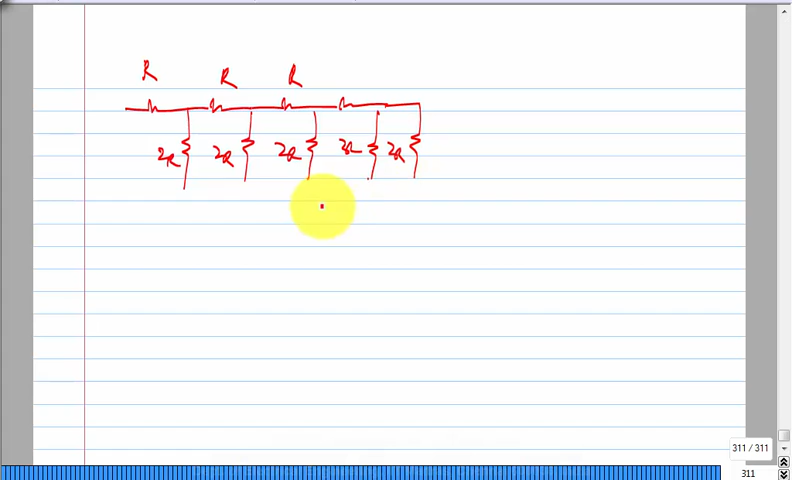 R R R
2R 2R 2R 2R 2R
311 / 311
311